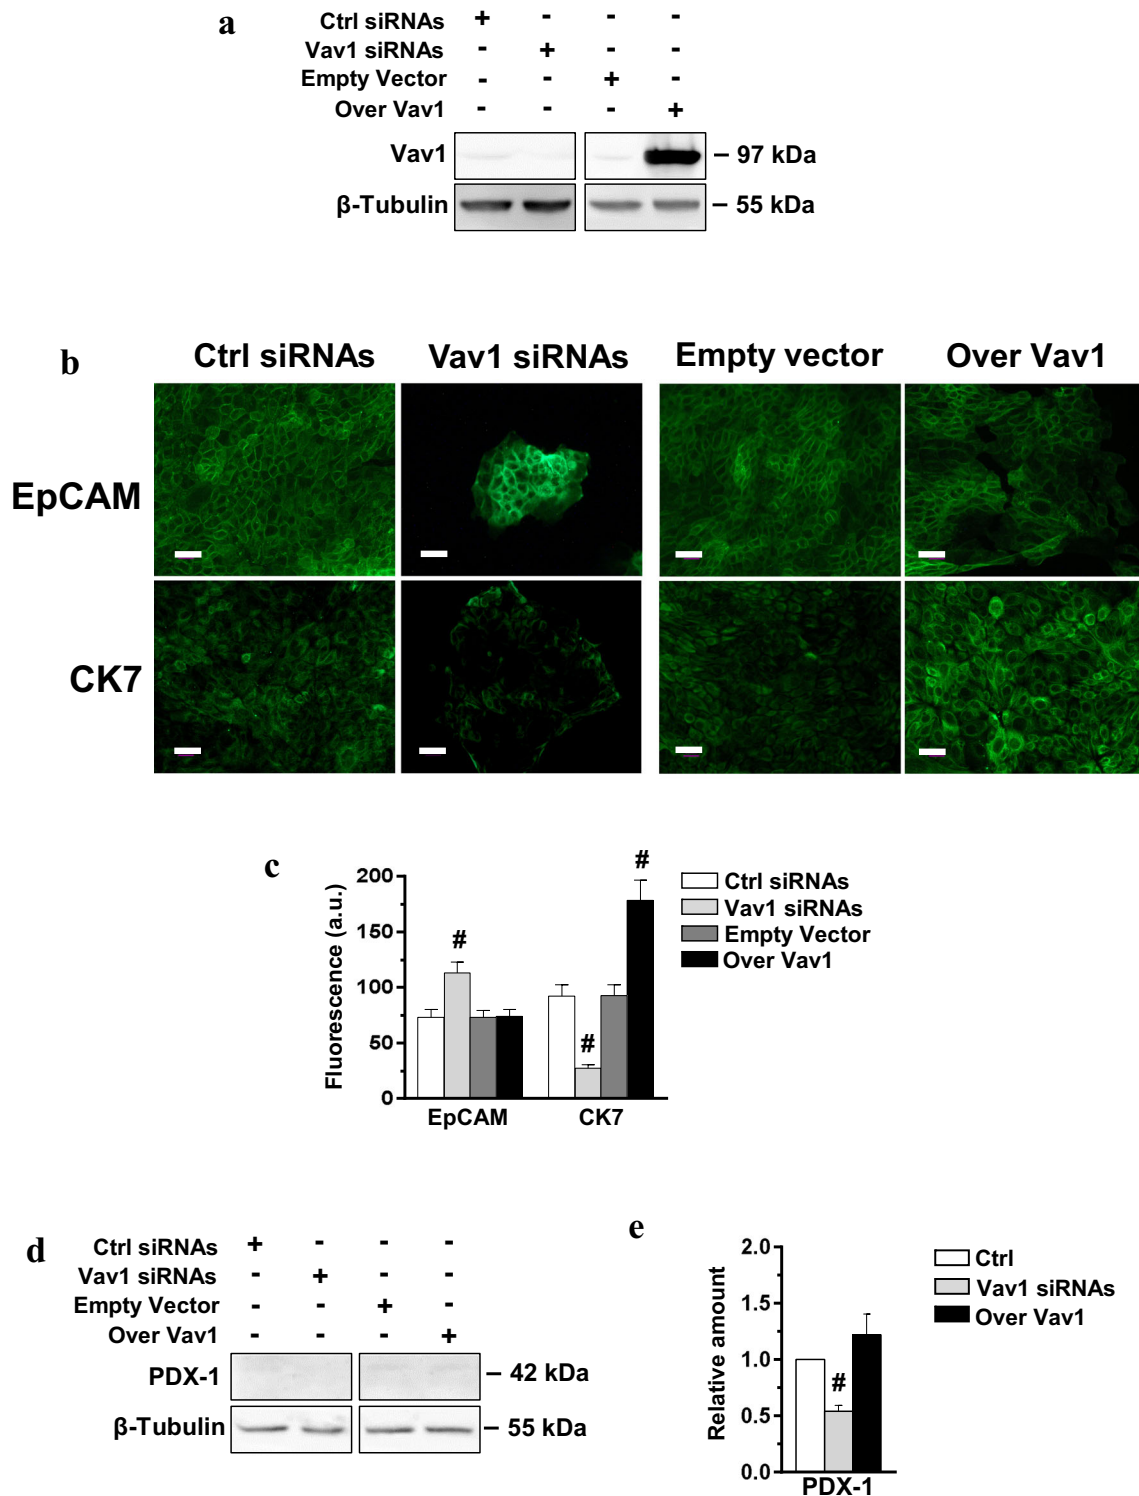 a
Ctrl siRNAs + - - -
Vav1 siRNAs - + - -
Empty Vector - - + -
Over Vav1 - - - +
Vav1 – 97 kDa
β-Tubulin – 55 kDa
b
Ctrl siRNAs Vav1 siRNAs Empty vector Over Vav1
EpCAM
CK7
c
Fluorescence (a.u.)
200
150
100
50
0
# # #
EpCAM CK7
Ctrl siRNAs
Vav1 siRNAs
Empty Vector
Over Vav1
d
Ctrl siRNAs + - - -
Vav1 siRNAs - + - -
Empty Vector - - + -
Over Vav1 - - - +
PDX-1 – 42 kDa
β-Tubulin – 55 kDa
e
Relative amount
2.0
1.5
1.0
0.5
0.0
#
PDX-1
Ctrl
Vav1 siRNAs
Over Vav1